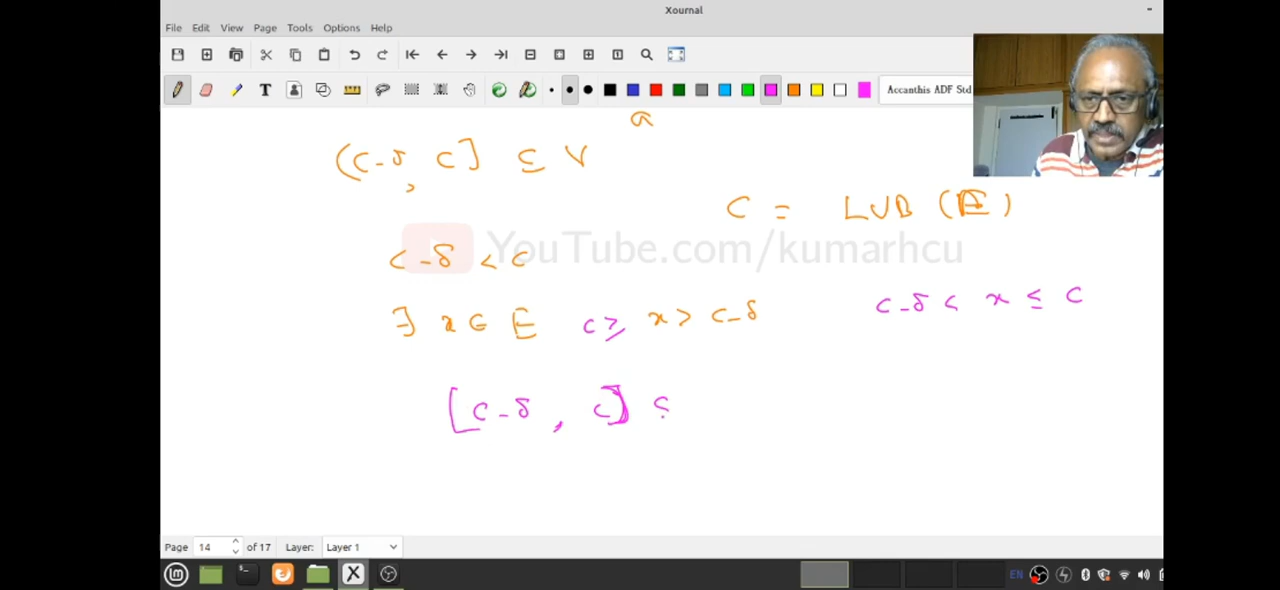 Xournal
File Edit View Page Tools Options Help
Accanthis ADF Std
a
(c-δ, c] ⊆ V
C = LUB (E)
YouTube.com/kumarhcu
c-δ < c
c-δ < x ≤ c
∃ x ∈ E c ≥ x > c-δ
[c-δ, c] ⊆
Page 14 of 17 Layer: Layer 1
EN